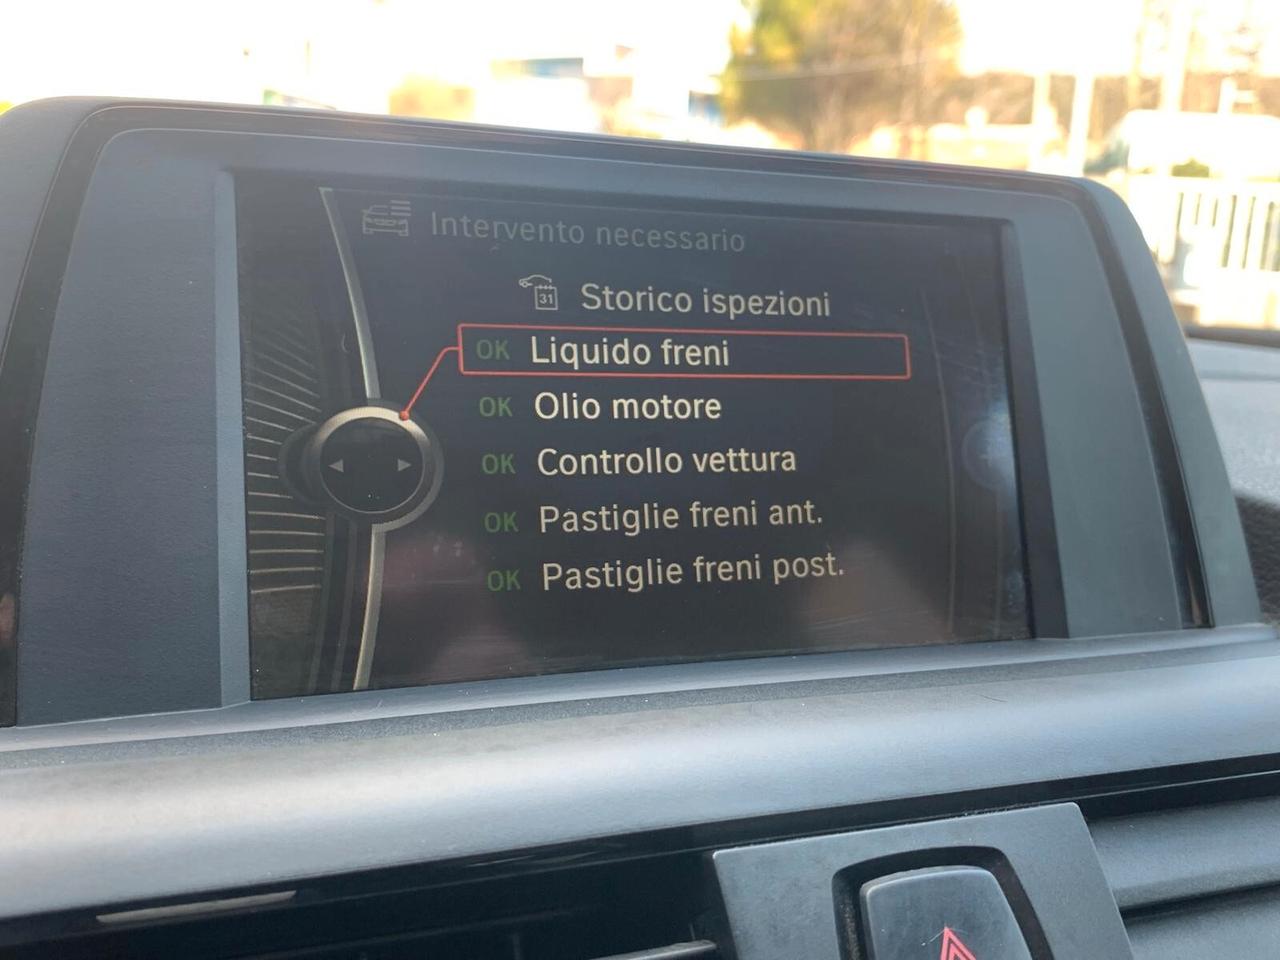 Intervento necessario
31 Storico ispezioni
OK Liquido freni
OK Olio motore
OK Controllo vettura
OK Pastiglie freni ant.
OK Pastiglie freni post.